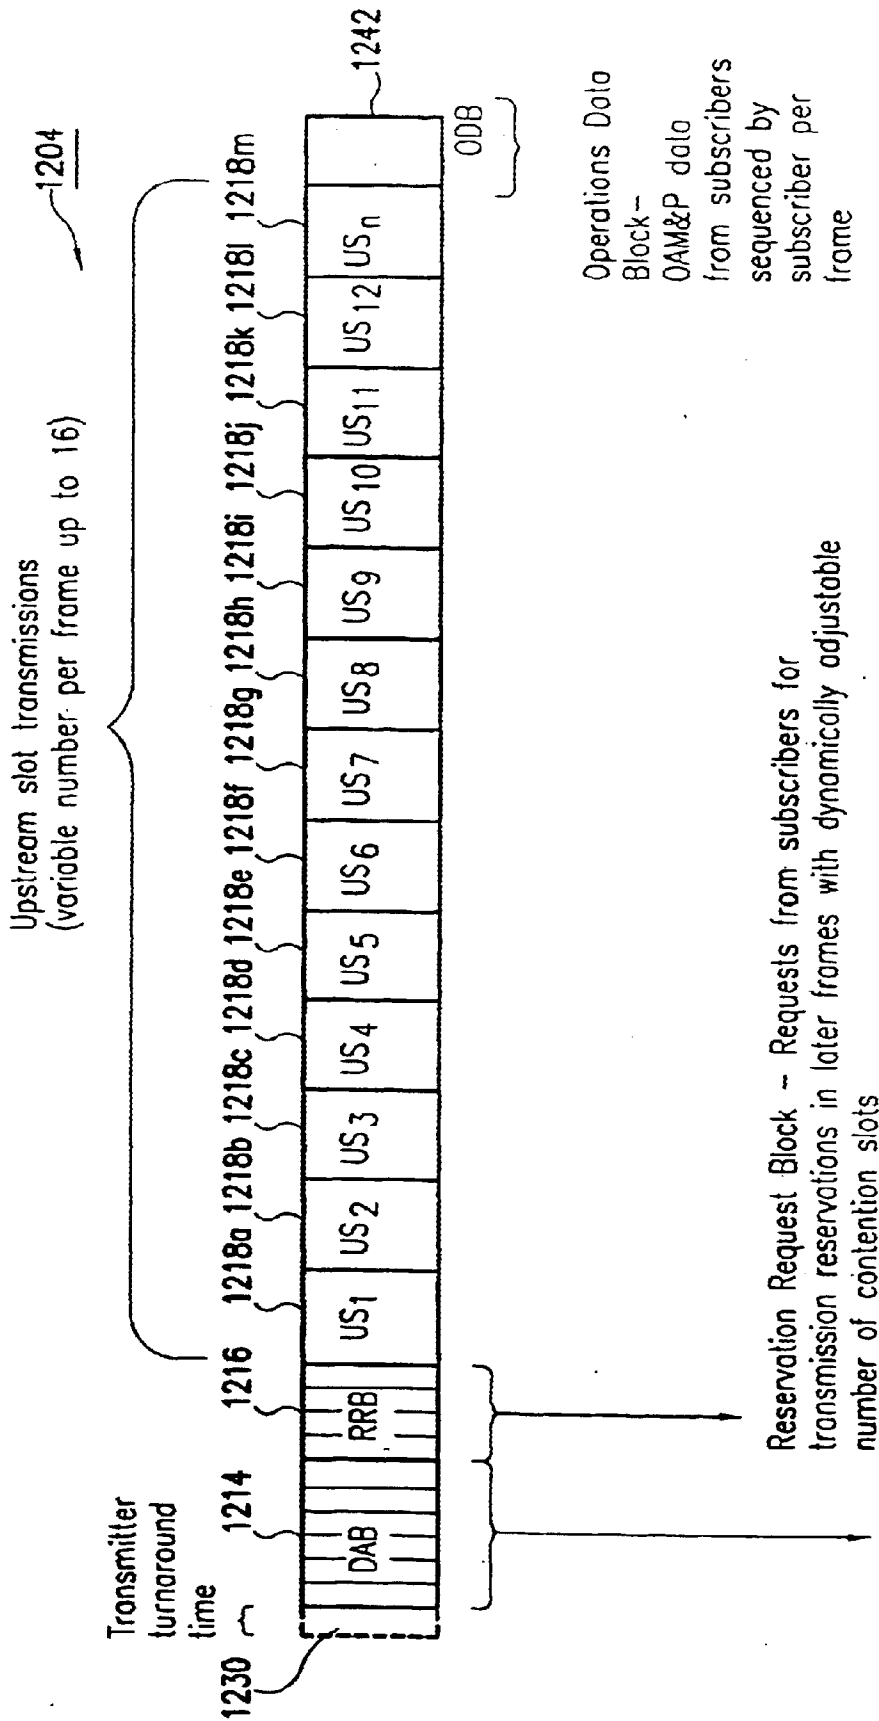 1204
Upstream slot transmissions
(variable number per frame up to 16)
Transmitter
turnaround
time
1230
1214
1216
1218a
1218b
1218c
1218d
1218e
1218f
1218g
1218h
1218i
1218j
1218k
1218l
1218m
1242
DAB
RRB
US1
US2
US3
US4
US5
US6
US7
US8
US9
US10
US11
US12
USn
ODB
Operations Data
Block–
OAM&P data
from subscribers
sequenced by
subscriber per
frame
Reservation Request Block – Requests from subscribers for
transmission reservations in later frames with dynamically adjustable
number of contention slots